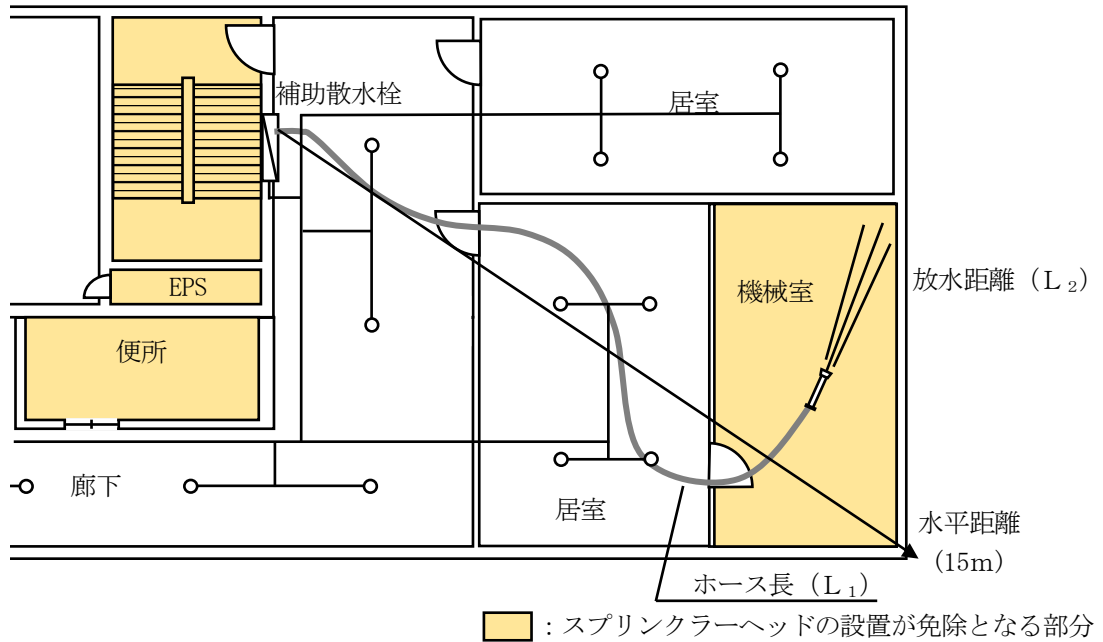 補助散水栓
居室
EPS
機械室
放水距離（Ｌ₂）
便所
廊下
居室
水平距離
（15m）
ホース長（Ｌ₁）
：スプリンクラーヘッドの設置が免除となる部分